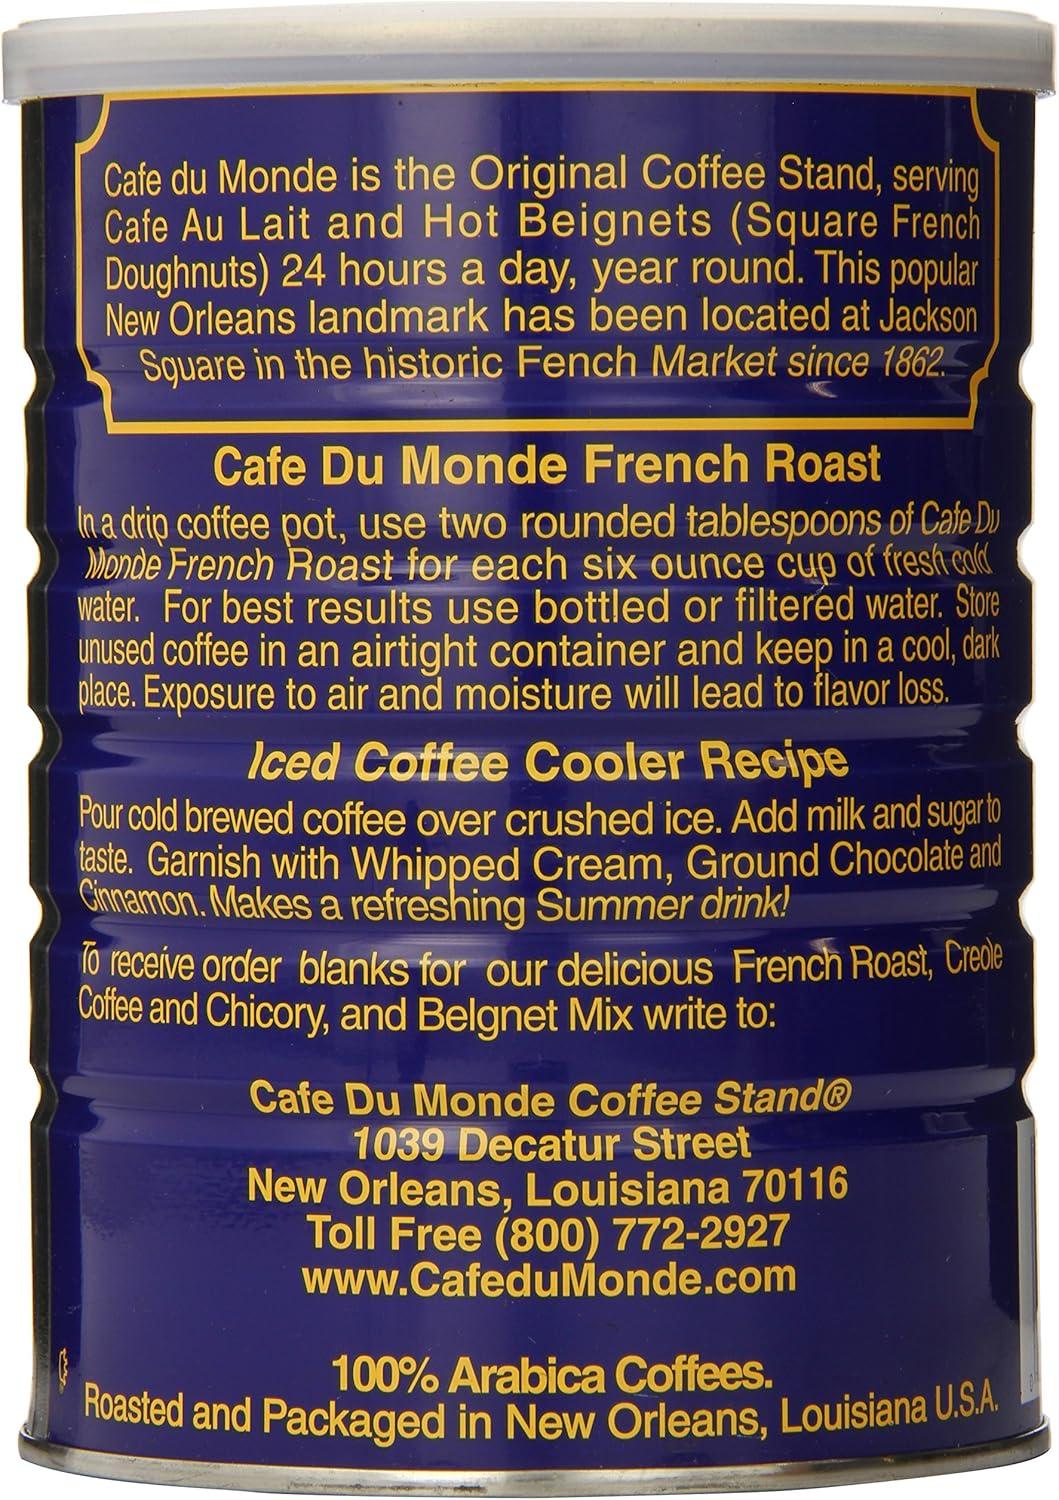 Cafe du Monde is the Original Coffee Stand, serving
Cafe Au Lait and Hot Beignets (Square French
Doughnuts) 24 hours a day, year round. This popular
New Orleans landmark has been located at Jackson
Square in the historic Fench Market since 1862.
Cafe Du Monde French Roast
In a drip coffee pot, use two rounded tablespoons of Cafe Du
Monde French Roast for each six ounce cup of fresh cold
water. For best results use bottled or filtered water. Store
unused coffee in an airtight container and keep in a cool, dark
place. Exposure to air and moisture will lead to flavor loss.
Iced Coffee Cooler Recipe
Pour cold brewed coffee over crushed ice. Add milk and sugar to
taste. Garnish with Whipped Cream, Ground Chocolate and
Cinnamon. Makes a refreshing Summer drink!
To receive order blanks for our delicious French Roast, Creole
Coffee and Chicory, and Belgnet Mix write to:
Cafe Du Monde Coffee Stand®
1039 Decatur Street
New Orleans, Louisiana 70116
Toll Free (800) 772-2927
www.CafeduMonde.com
100% Arabica Coffees.
Roasted and Packaged in New Orleans, Louisiana U.S.A.